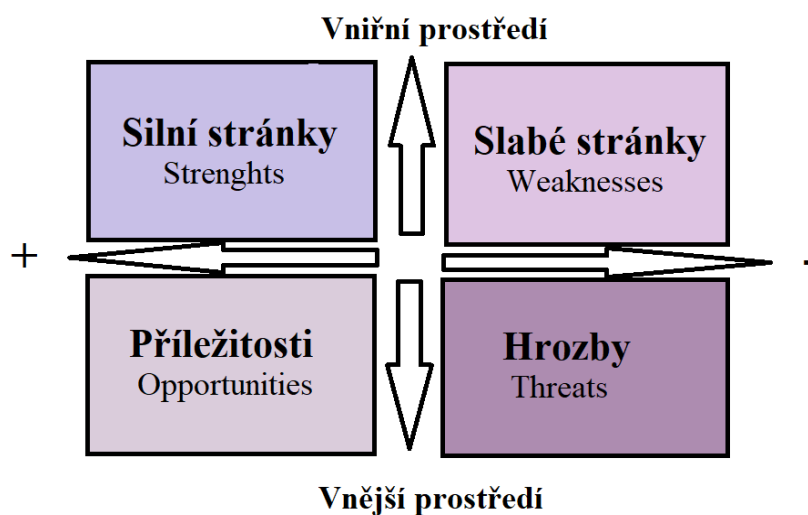 Vniřní prostředí
Silní stránky
Strenghts
Slabé stránky
Weaknesses
+
-
Příležitosti
Opportunities
Hrozby
Threats
Vnější prostředí